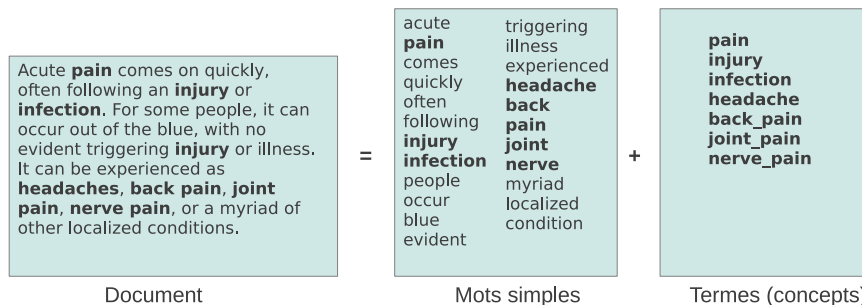 Acute pain comes on quickly,
often following an injury or
infection. For some people, it can
occur out of the blue, with no
evident triggering injury or illness.
It can be experienced as
headaches, back pain, joint
pain, nerve pain, or a myriad of
other localized conditions.
Document
=
acute
pain
comes
quickly
often
following
injury
infection
people
occur
blue
evident
triggering
illness
experienced
headache
back
pain
joint
nerve
myriad
localized
condition
Mots simples
+
pain
injury
infection
headache
back_pain
joint_pain
nerve_pain
Termes (concepts)